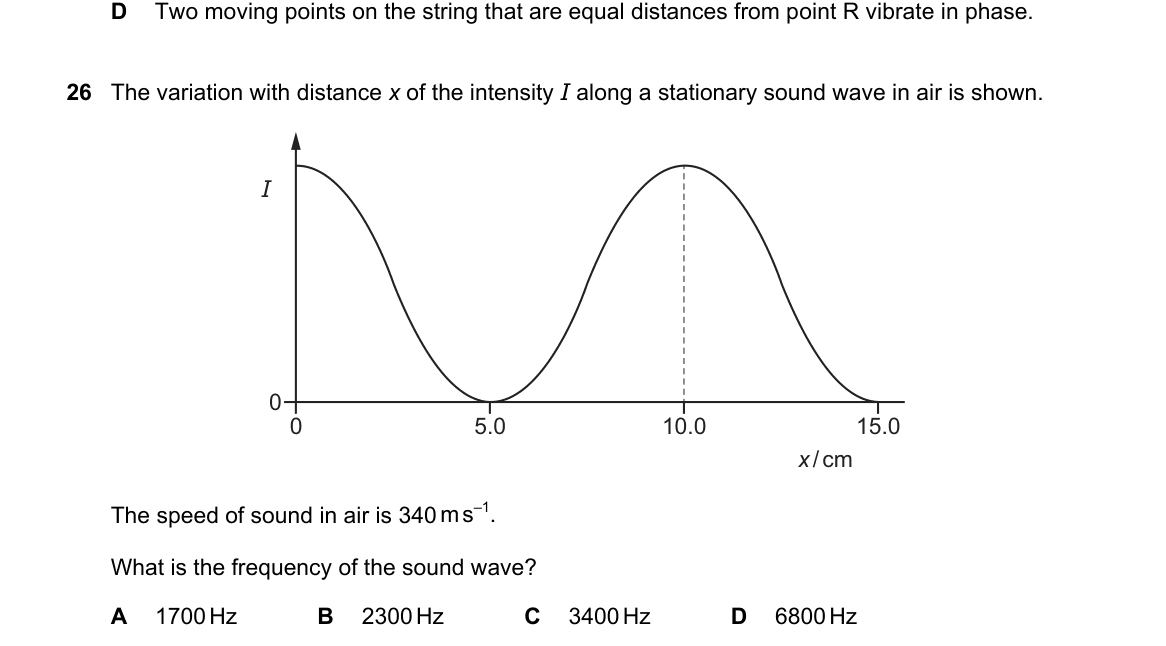 D Two moving points on the string that are equal distances from point R vibrate in phase.
26 The variation with distance x of the intensity I along a stationary sound wave in air is shown.
I
0
0 5.0 10.0 15.0
x / cm
The speed of sound in air is 340 m s⁻¹.
What is the frequency of the sound wave?
A 1700 Hz B 2300 Hz C 3400 Hz D 6800 Hz